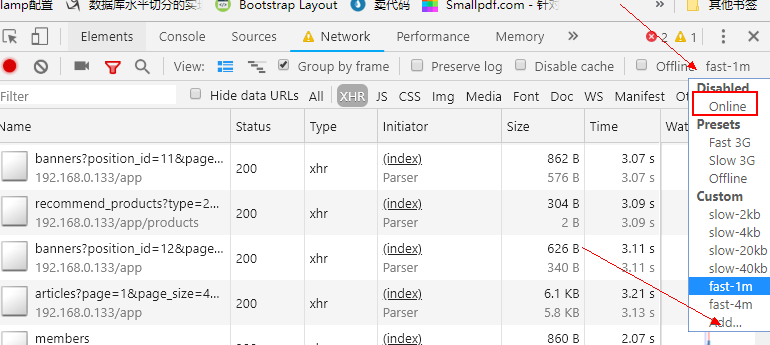 lamp配置 数据库水平切分的实现 Bootstrap Layout 卖代码 Smallpdf.com - 针对 » 其他书签
Elements Console Sources Network Performance Memory » 2 1
View: Group by frame Preserve log Disable cache Offline fast-1m
Filter Hide data URLs All XHR JS CSS Img Media Font Doc WS Manifest
Name Status Type Initiator Size Time
banners?position_id=11&page... 200 xhr (index) 862 B 3.07 s
192.168.0.133/app Parser 576 B 3.07 s
recommend_products?type=2... 200 xhr (index) 304 B 3.09 s
192.168.0.133/app/products Parser 2 B 3.09 s
banners?position_id=12&page... 200 xhr (index) 626 B 3.11 s
192.168.0.133/app Parser 340 B 3.11 s
articles?page=1&page_size=4... 200 xhr (index) 6.1 KB 3.21 s
192.168.0.133/app Parser 5.8 KB 3.13 s
members 200 xhr (index) 860 B 2.07 s
Disabled
Online
Presets
Fast 3G
Slow 3G
Offline
Custom
slow-2kb
slow-4kb
slow-20kb
slow-40kb
fast-1m
fast-4m
Add...